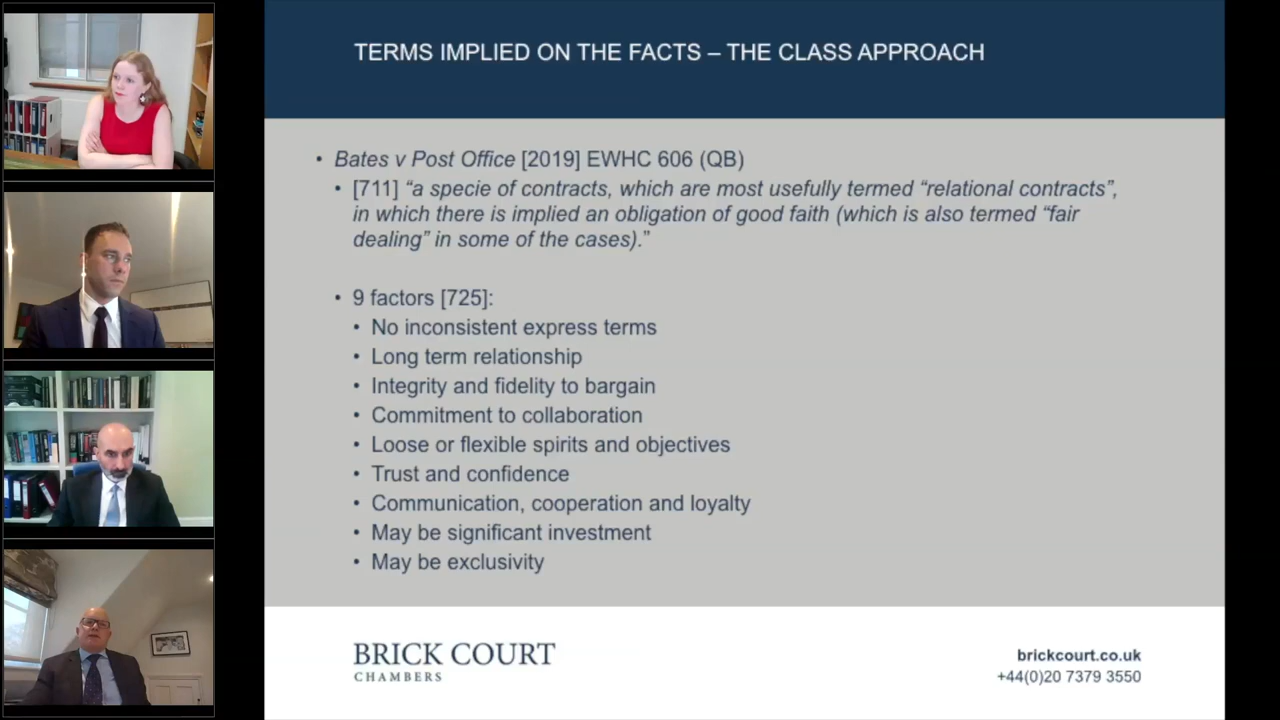 TERMS IMPLIED ON THE FACTS – THE CLASS APPROACH
• Bates v Post Office [2019] EWHC 606 (QB)
• [711] “a specie of contracts, which are most usefully termed “relational contracts”,
in which there is implied an obligation of good faith (which is also termed “fair
dealing” in some of the cases).”
• 9 factors [725]:
• No inconsistent express terms
• Long term relationship
• Integrity and fidelity to bargain
• Commitment to collaboration
• Loose or flexible spirits and objectives
• Trust and confidence
• Communication, cooperation and loyalty
• May be significant investment
• May be exclusivity
BRICK COURT
CHAMBERS
brickcourt.co.uk
+44(0)20 7379 3550